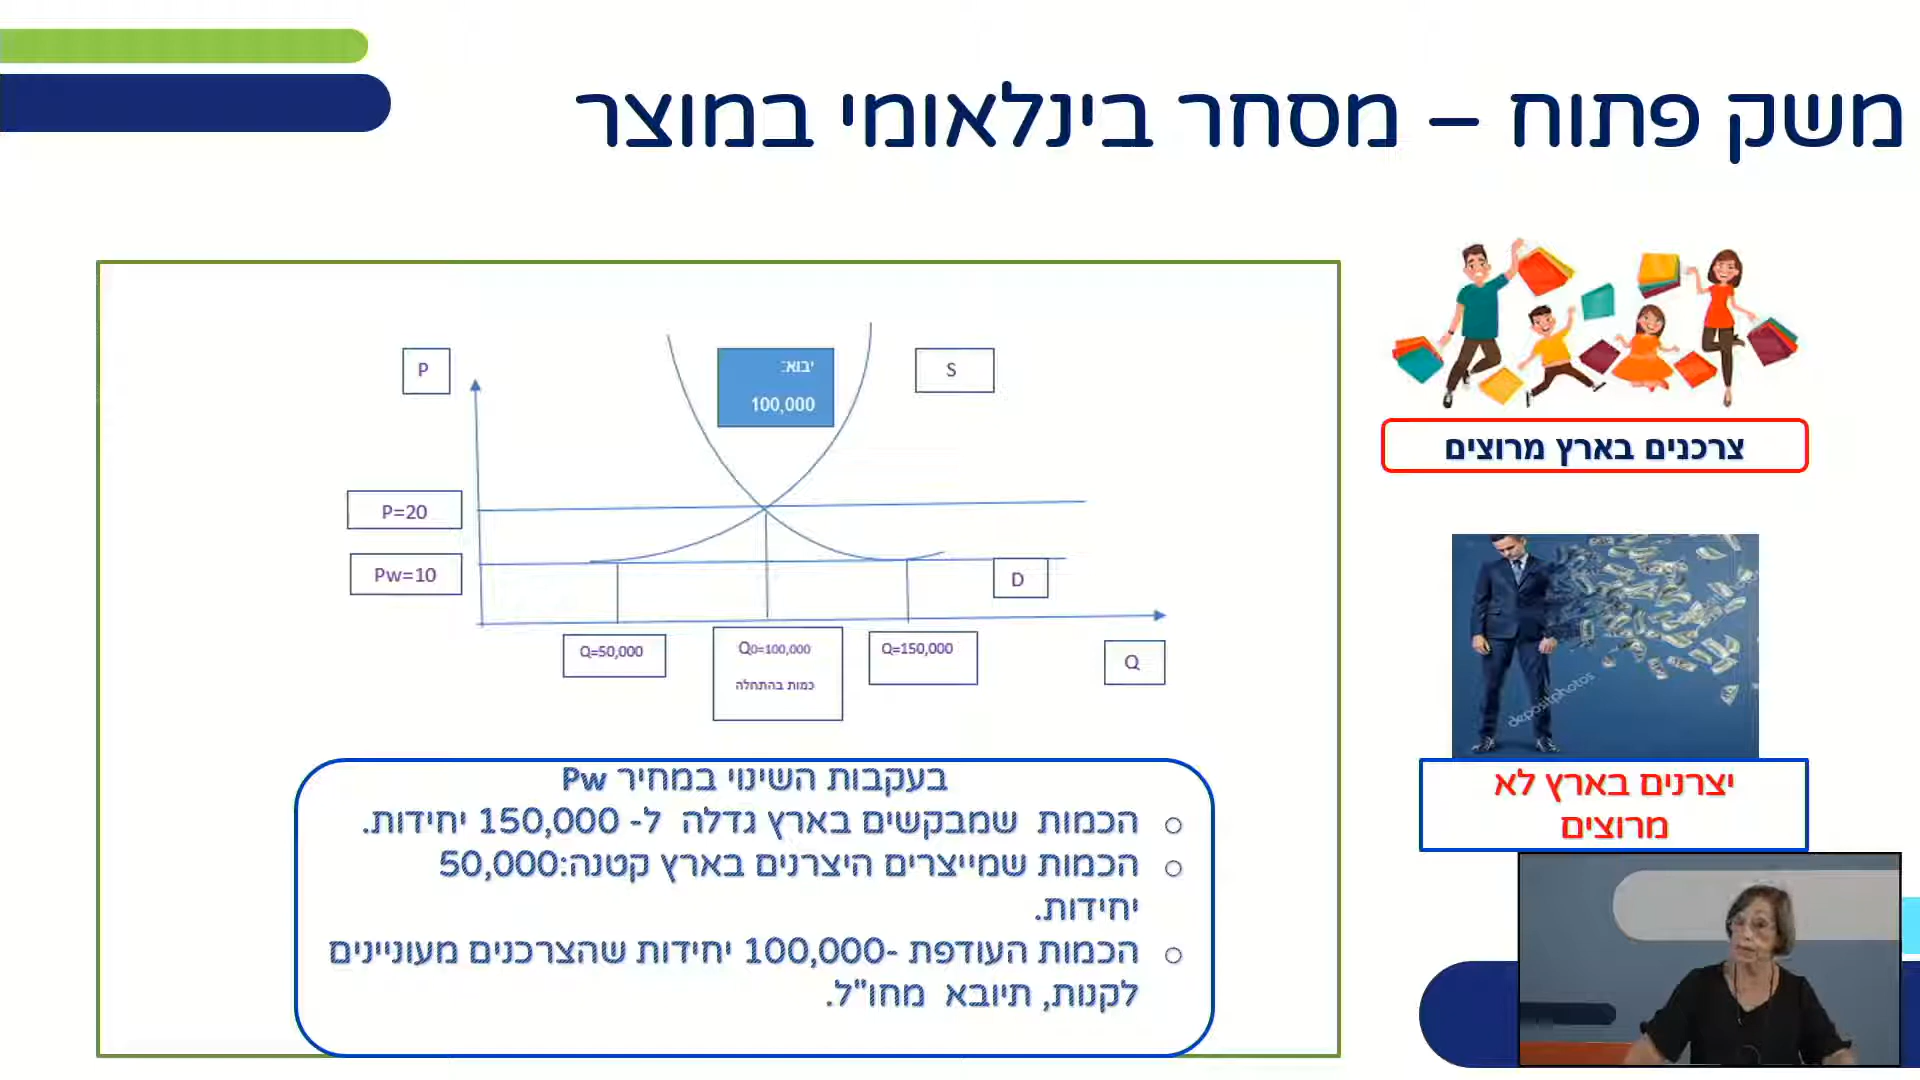 משק פתוח – מסחר בינלאומי במוצר
P
יבוא:
100,000
S
P=20
Pw=10
D
Q=50,000
Q0=100,000
כמות בהתחלה
Q=150,000
Q
צרכנים בארץ מרוצים
depositphotos
יצרנים בארץ לא
מרוצים
בעקבות השינוי במחיר Pw
הכמות שמבקשים בארץ גדלה ל- 150,000 יחידות.
הכמות שמייצרים היצרנים בארץ קטנה:50,000
יחידות.
הכמות העודפת -100,000 יחידות שהצרכנים מעוניינים
לקנות, תיובא מחו"ל.